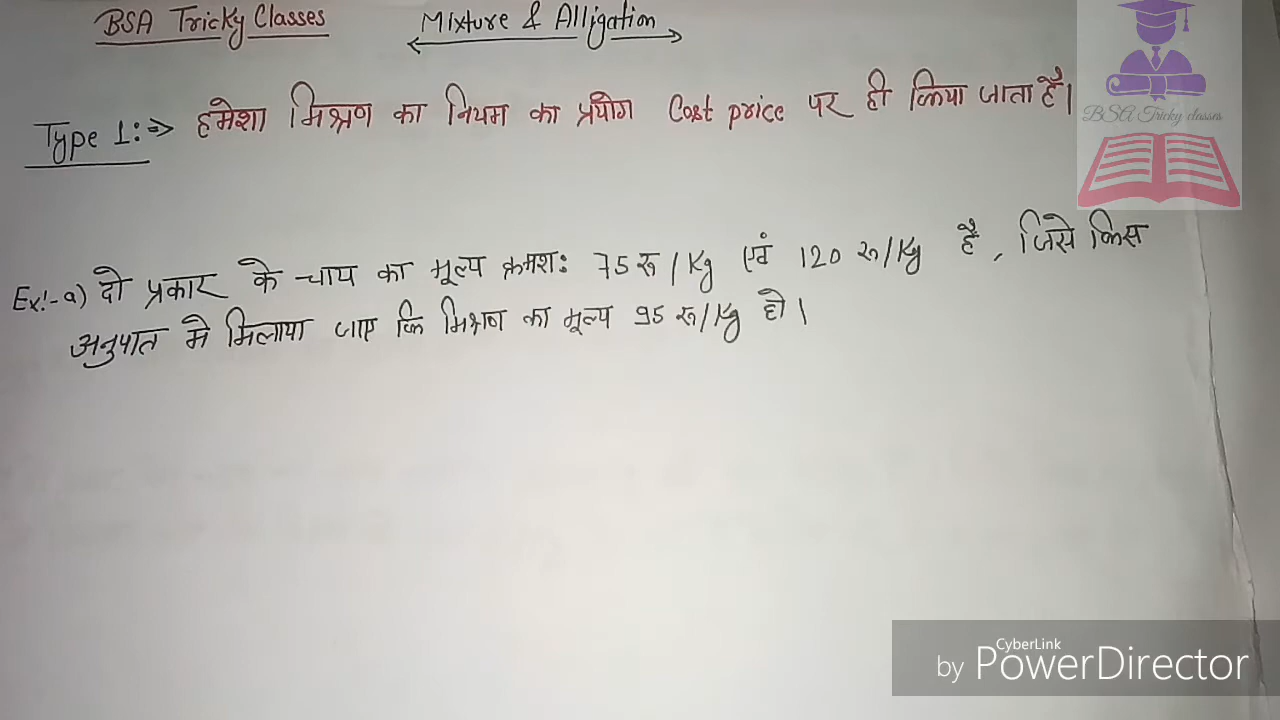 BSA Tricky Classes Mixture & Alligation
Type 1:⇒ हमेशा मिश्रण का नियम का प्रयोग Cost price पर ही किया जाता है।
BSA Tricky classes
Ex:- a) दो प्रकार के चाय का मूल्य क्रमशः 75 रू / Kg एवं 120 रू / Kg है , जिसे किस
अनुपात मे मिलाया जाए कि मिश्रण का मूल्य 95 रू / Kg हो।
CyberLink
by PowerDirector